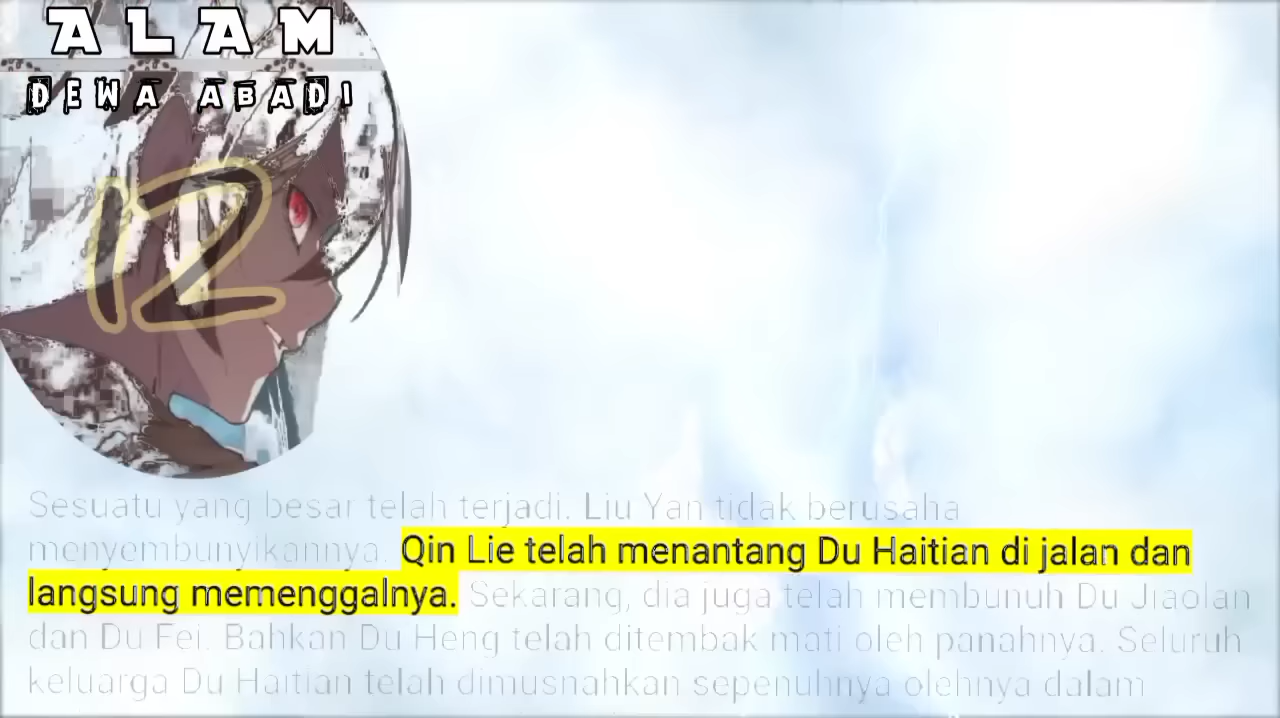 ALAM
DEWA ABADI
12
Sesuatu yang besar telah terjadi. Liu Yan tidak berusaha
menyembunyikannya. Qin Lie telah menantang Du Haitian di jalan dan
langsung memenggalnya. Sekarang, dia juga telah membunuh Du Jiaolan
dan Du Fei. Bahkan Du Heng telah ditembak mati oleh panahnya. Seluruh
keluarga Du Haitian telah dimusnahkan sepenuhnya olehnya dalam